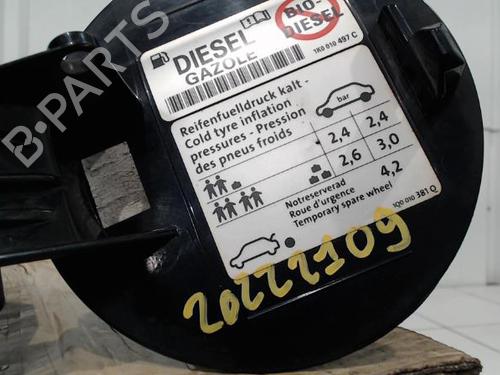 DIESEL
GAZOLE
BIO-
DIESEL
1K0 010 497 C
Reifenfuelldruck kalt -
Cold tyre inflation
pressures - Pression
des pneus froids
bar
2,4 2,4
2,6 3,0
Notreserverad
Roue d'urgence
Temporary spare wheel
4,2
1Q0 010 381 Q
20222109
B-PARTS